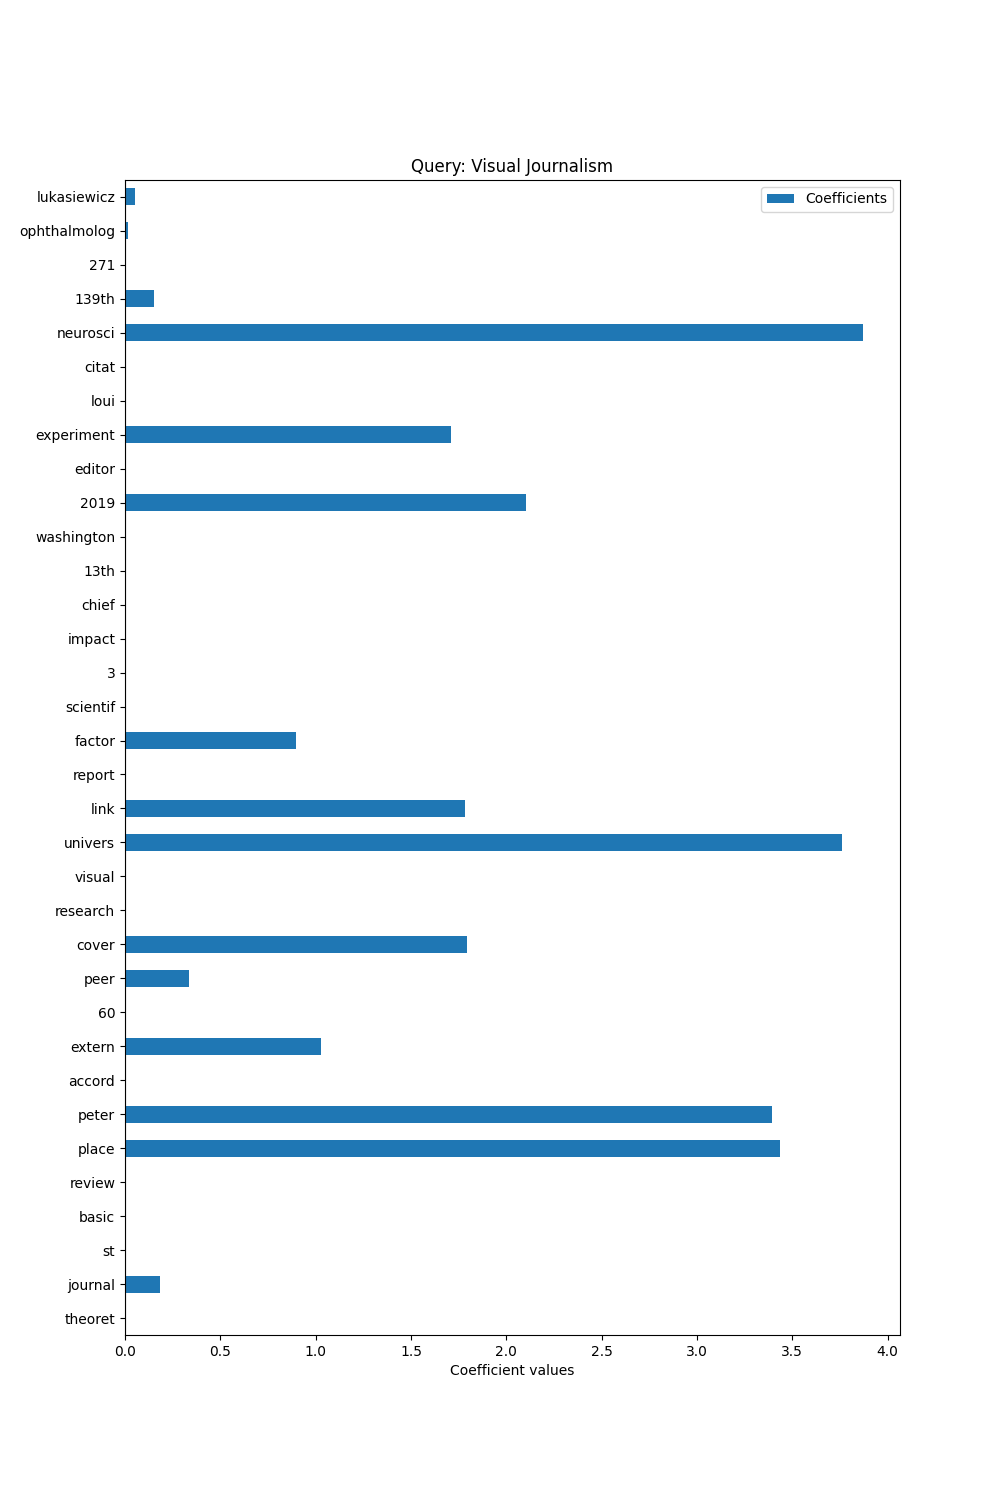 Query: Visual Journalism
Coefficients
lukasiewicz
ophthalmolog
271
139th
neurosci
citat
loui
experiment
editor
2019
washington
13th
chief
impact
3
scientif
factor
report
link
univers
visual
research
cover
peer
60
extern
accord
peter
place
review
basic
st
journal
theoret
0.0 0.5 1.0 1.5 2.0 2.5 3.0 3.5 4.0
Coefficient values